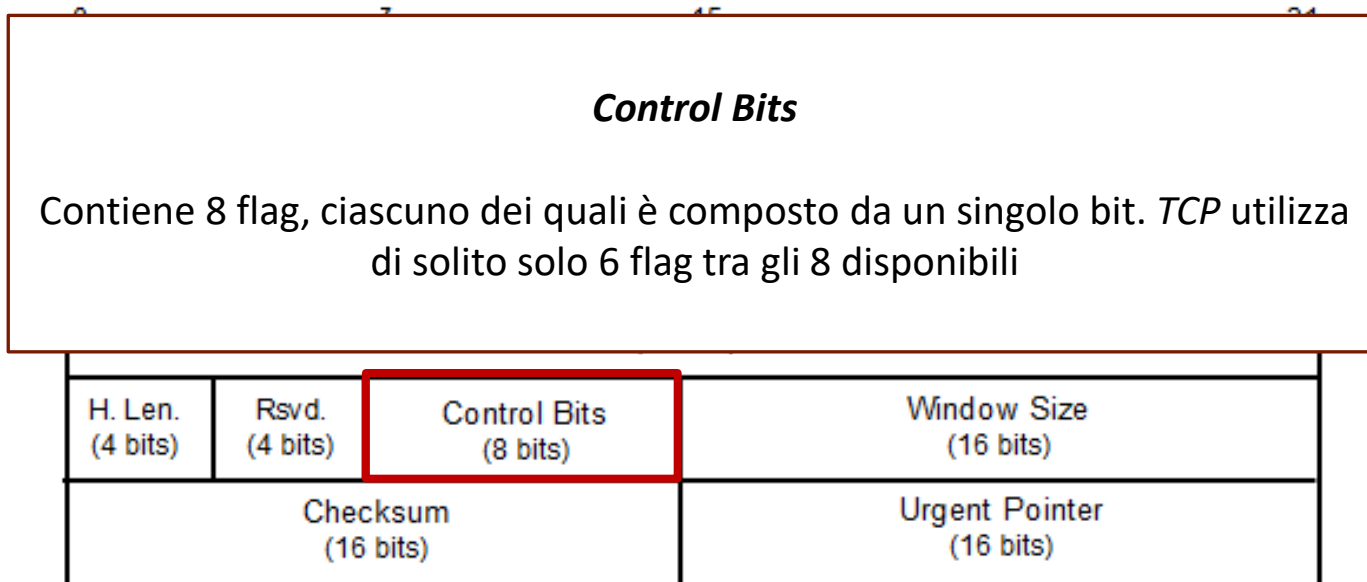 Control Bits
Contiene 8 flag, ciascuno dei quali è composto da un singolo bit. TCP utilizza
di solito solo 6 flag tra gli 8 disponibili
H. Len.
(4 bits)
Rsvd.
(4 bits)
Control Bits
(8 bits)
Window Size
(16 bits)
Checksum
(16 bits)
Urgent Pointer
(16 bits)